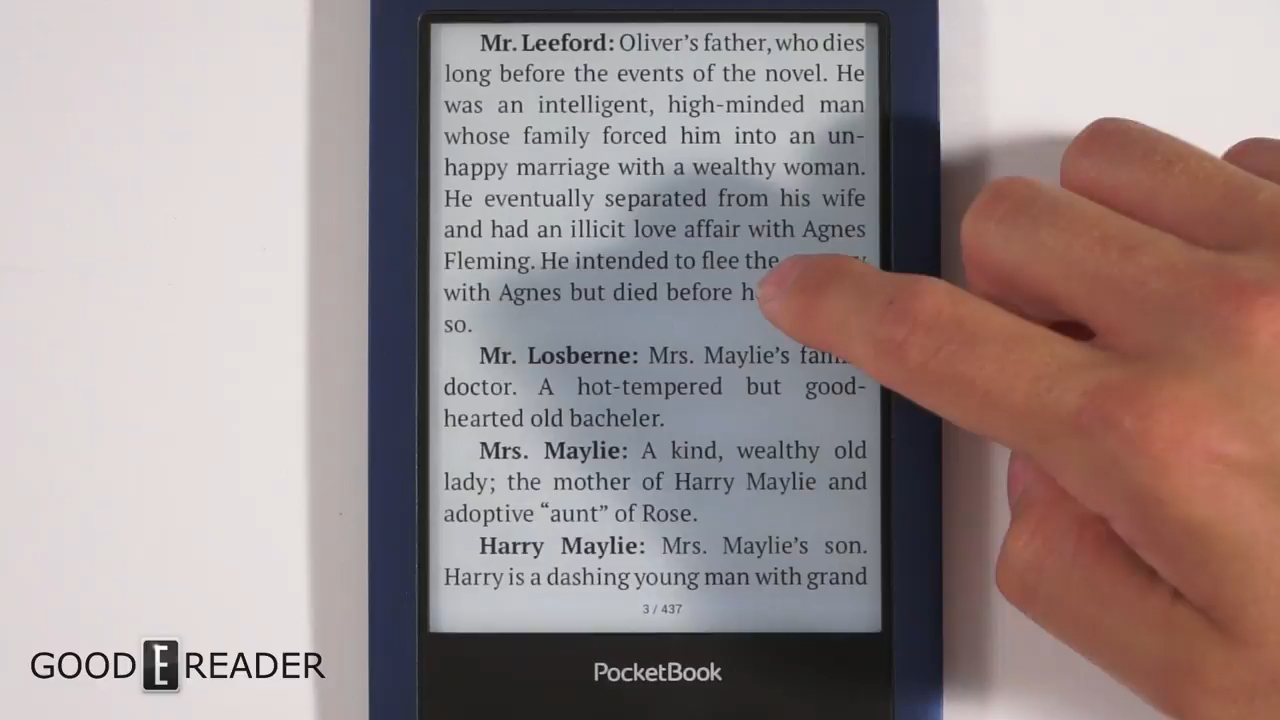 Mr. Leeford: Oliver's father, who dies
long before the events of the novel. He
was an intelligent, high-minded man
whose family forced him into an un-
happy marriage with a wealthy woman.
He eventually separated from his wife
and had an illicit love affair with Agnes
Fleming. He intended to flee the
with Agnes but died before
so.
Mr. Losberne: Mrs. Maylie's
doctor. A hot-tempered but good-
hearted old bacheler.
Mrs. Maylie: A kind, wealthy old
lady; the mother of Harry Maylie and
adoptive “aunt” of Rose.
Harry Maylie: Mrs. Maylie's son.
Harry is a dashing young man with grand
3 / 437
PocketBook
GOOD E READER